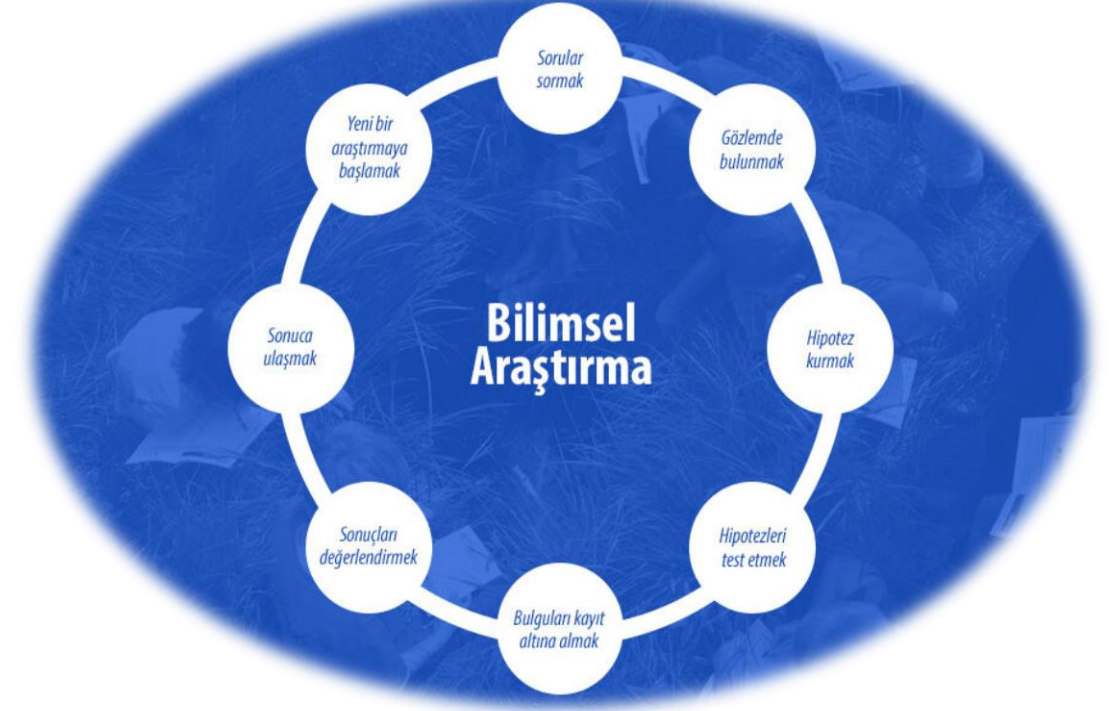 Sorular
sormak
Gözlemde
bulunmak
Hipotez
kurmak
Hipotezleri
test etmek
Bulguları kayıt
altına almak
Sonuçları
değerlendirmek
Sonuca
ulaşmak
Yeni bir
araştırmaya
başlamak
Bilimsel
Araştırma